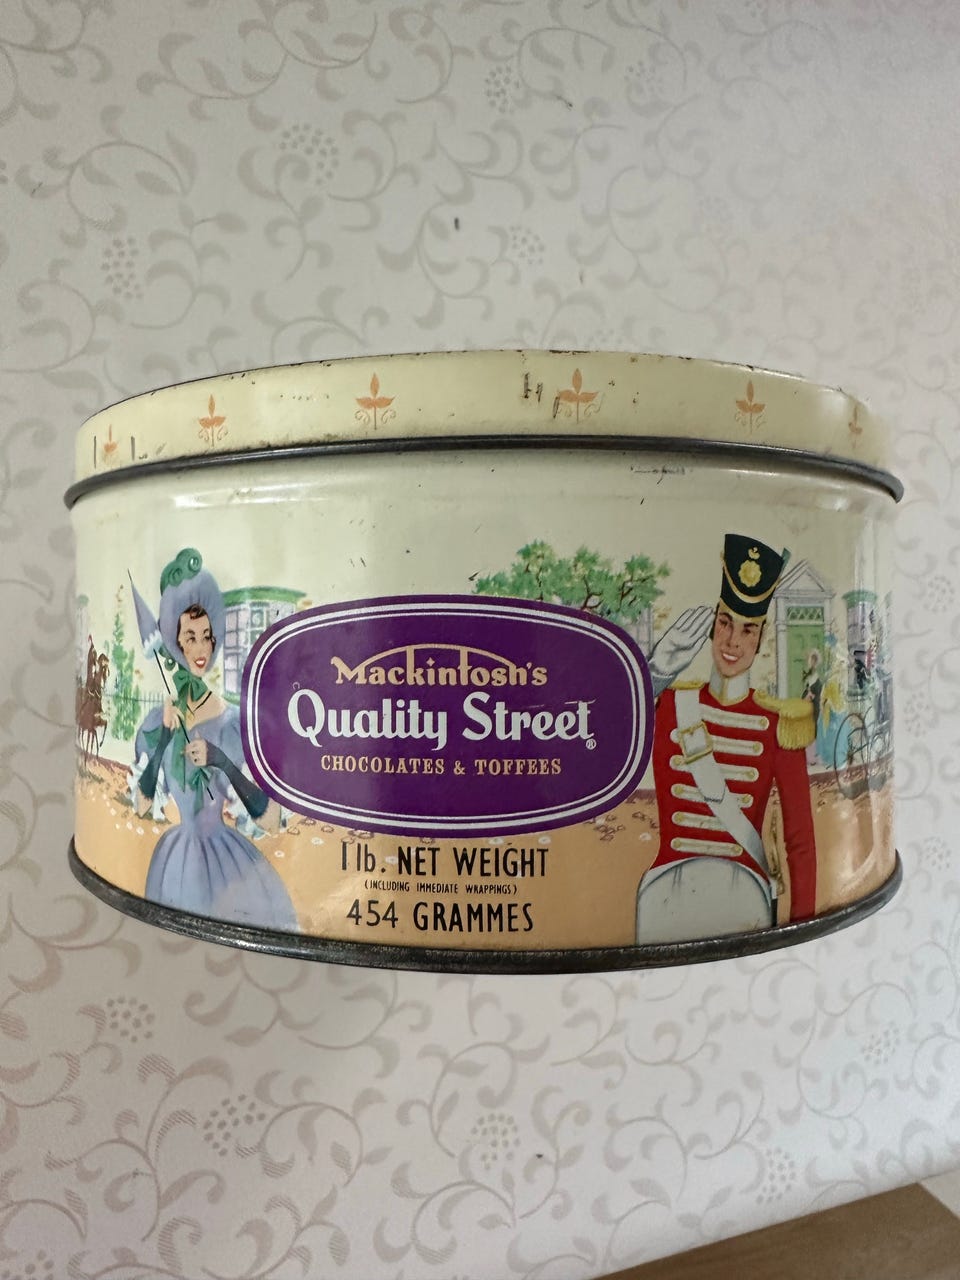 Mackintosh's
Quality Street®
CHOCOLATES & TOFFEES
1 lb. NET WEIGHT
(INCLUDING IMMEDIATE WRAPPINGS)
454 GRAMMES